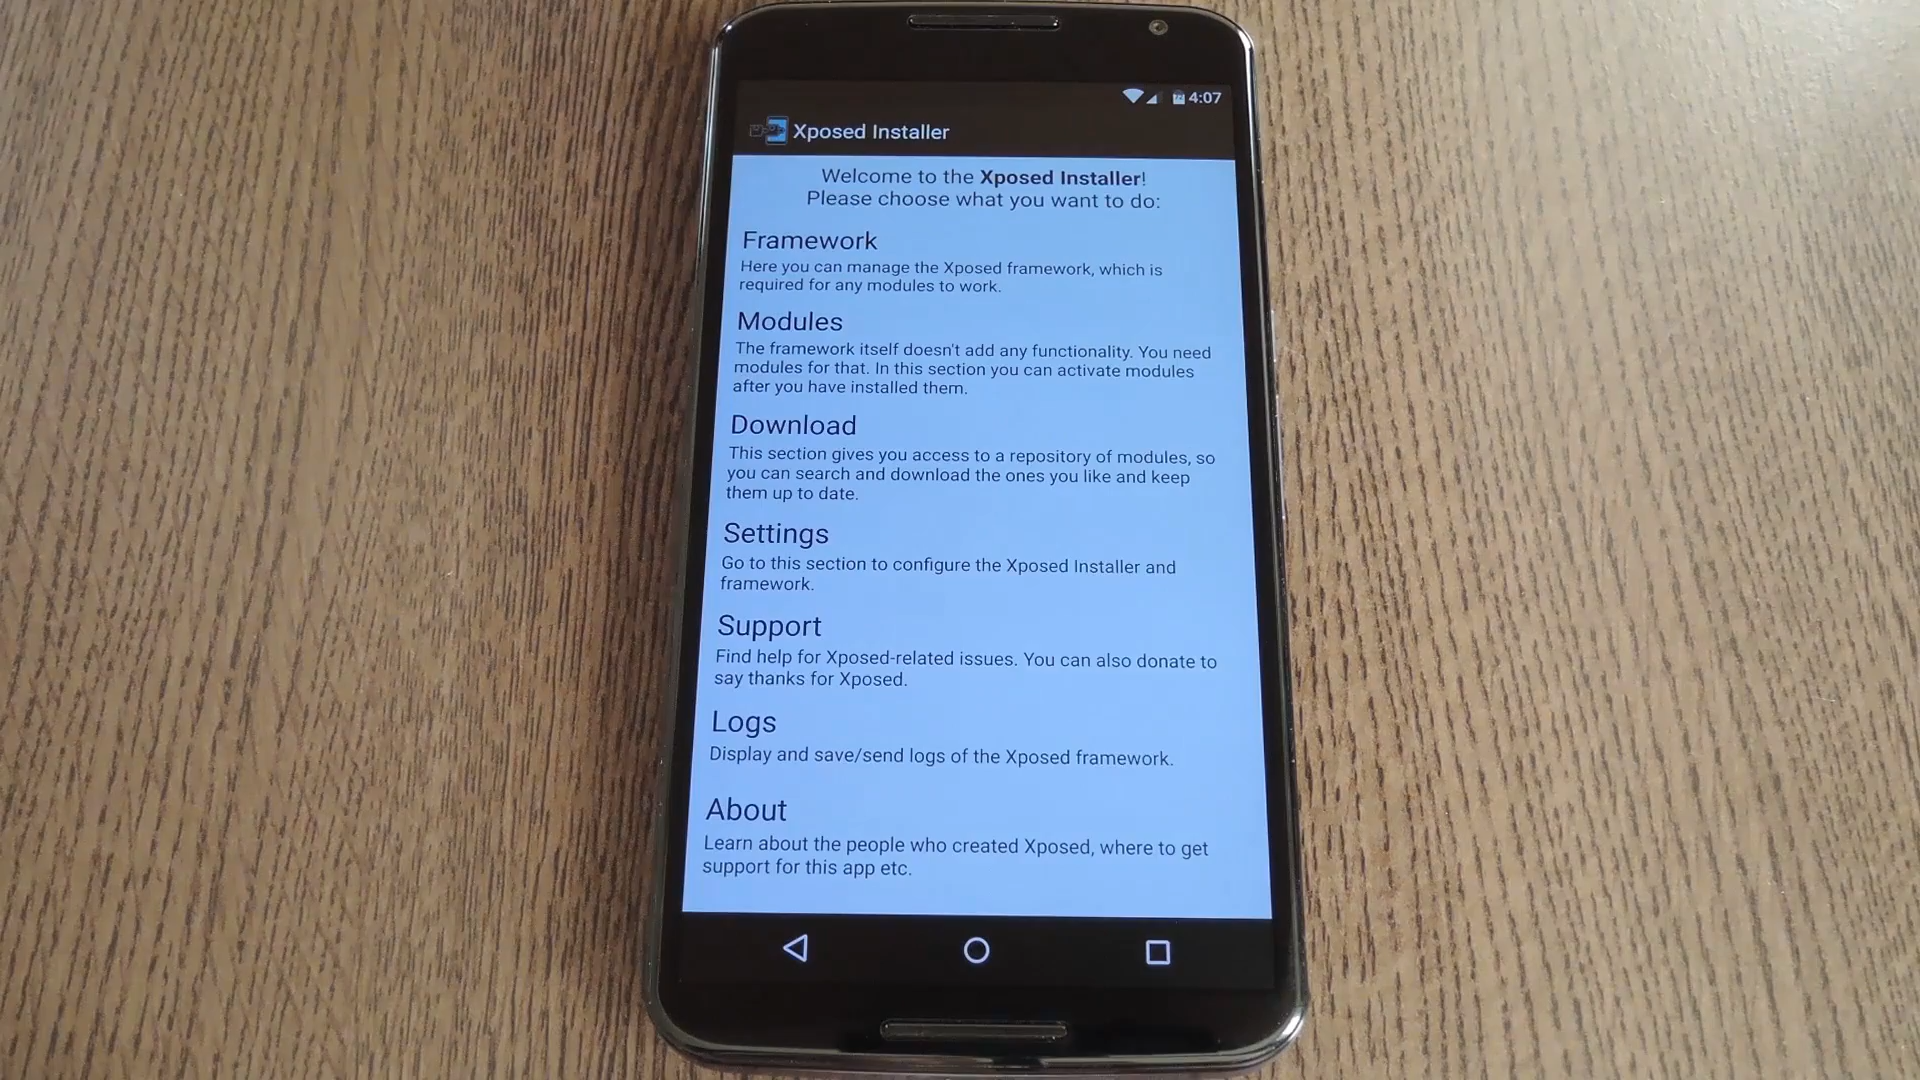 4:07
Xposed Installer
Welcome to the Xposed Installer!
Please choose what you want to do:
Framework
Here you can manage the Xposed framework, which is
required for any modules to work.
Modules
The framework itself doesn't add any functionality. You need
modules for that. In this section you can activate modules
after you have installed them.
Download
This section gives you access to a repository of modules, so
you can search and download the ones you like and keep
them up to date.
Settings
Go to this section to configure the Xposed Installer and
framework.
Support
Find help for Xposed-related issues. You can also donate to
say thanks for Xposed.
Logs
Display and save/send logs of the Xposed framework.
About
Learn about the people who created Xposed, where to get
support for this app etc.